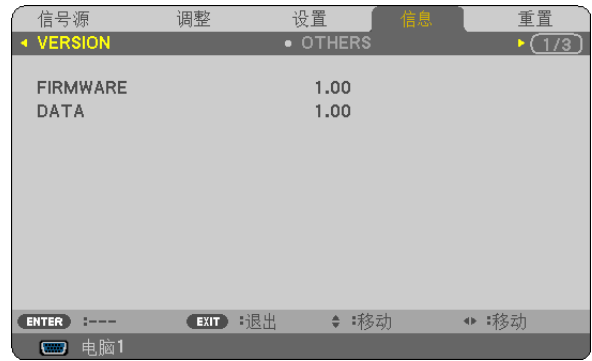 信号源 调整 设置 信息 重置
VERSION ● OTHERS 1/3
FIRMWARE 1.00
DATA 1.00
ENTER :--- EXIT :退出 :移动 :移动
电脑1